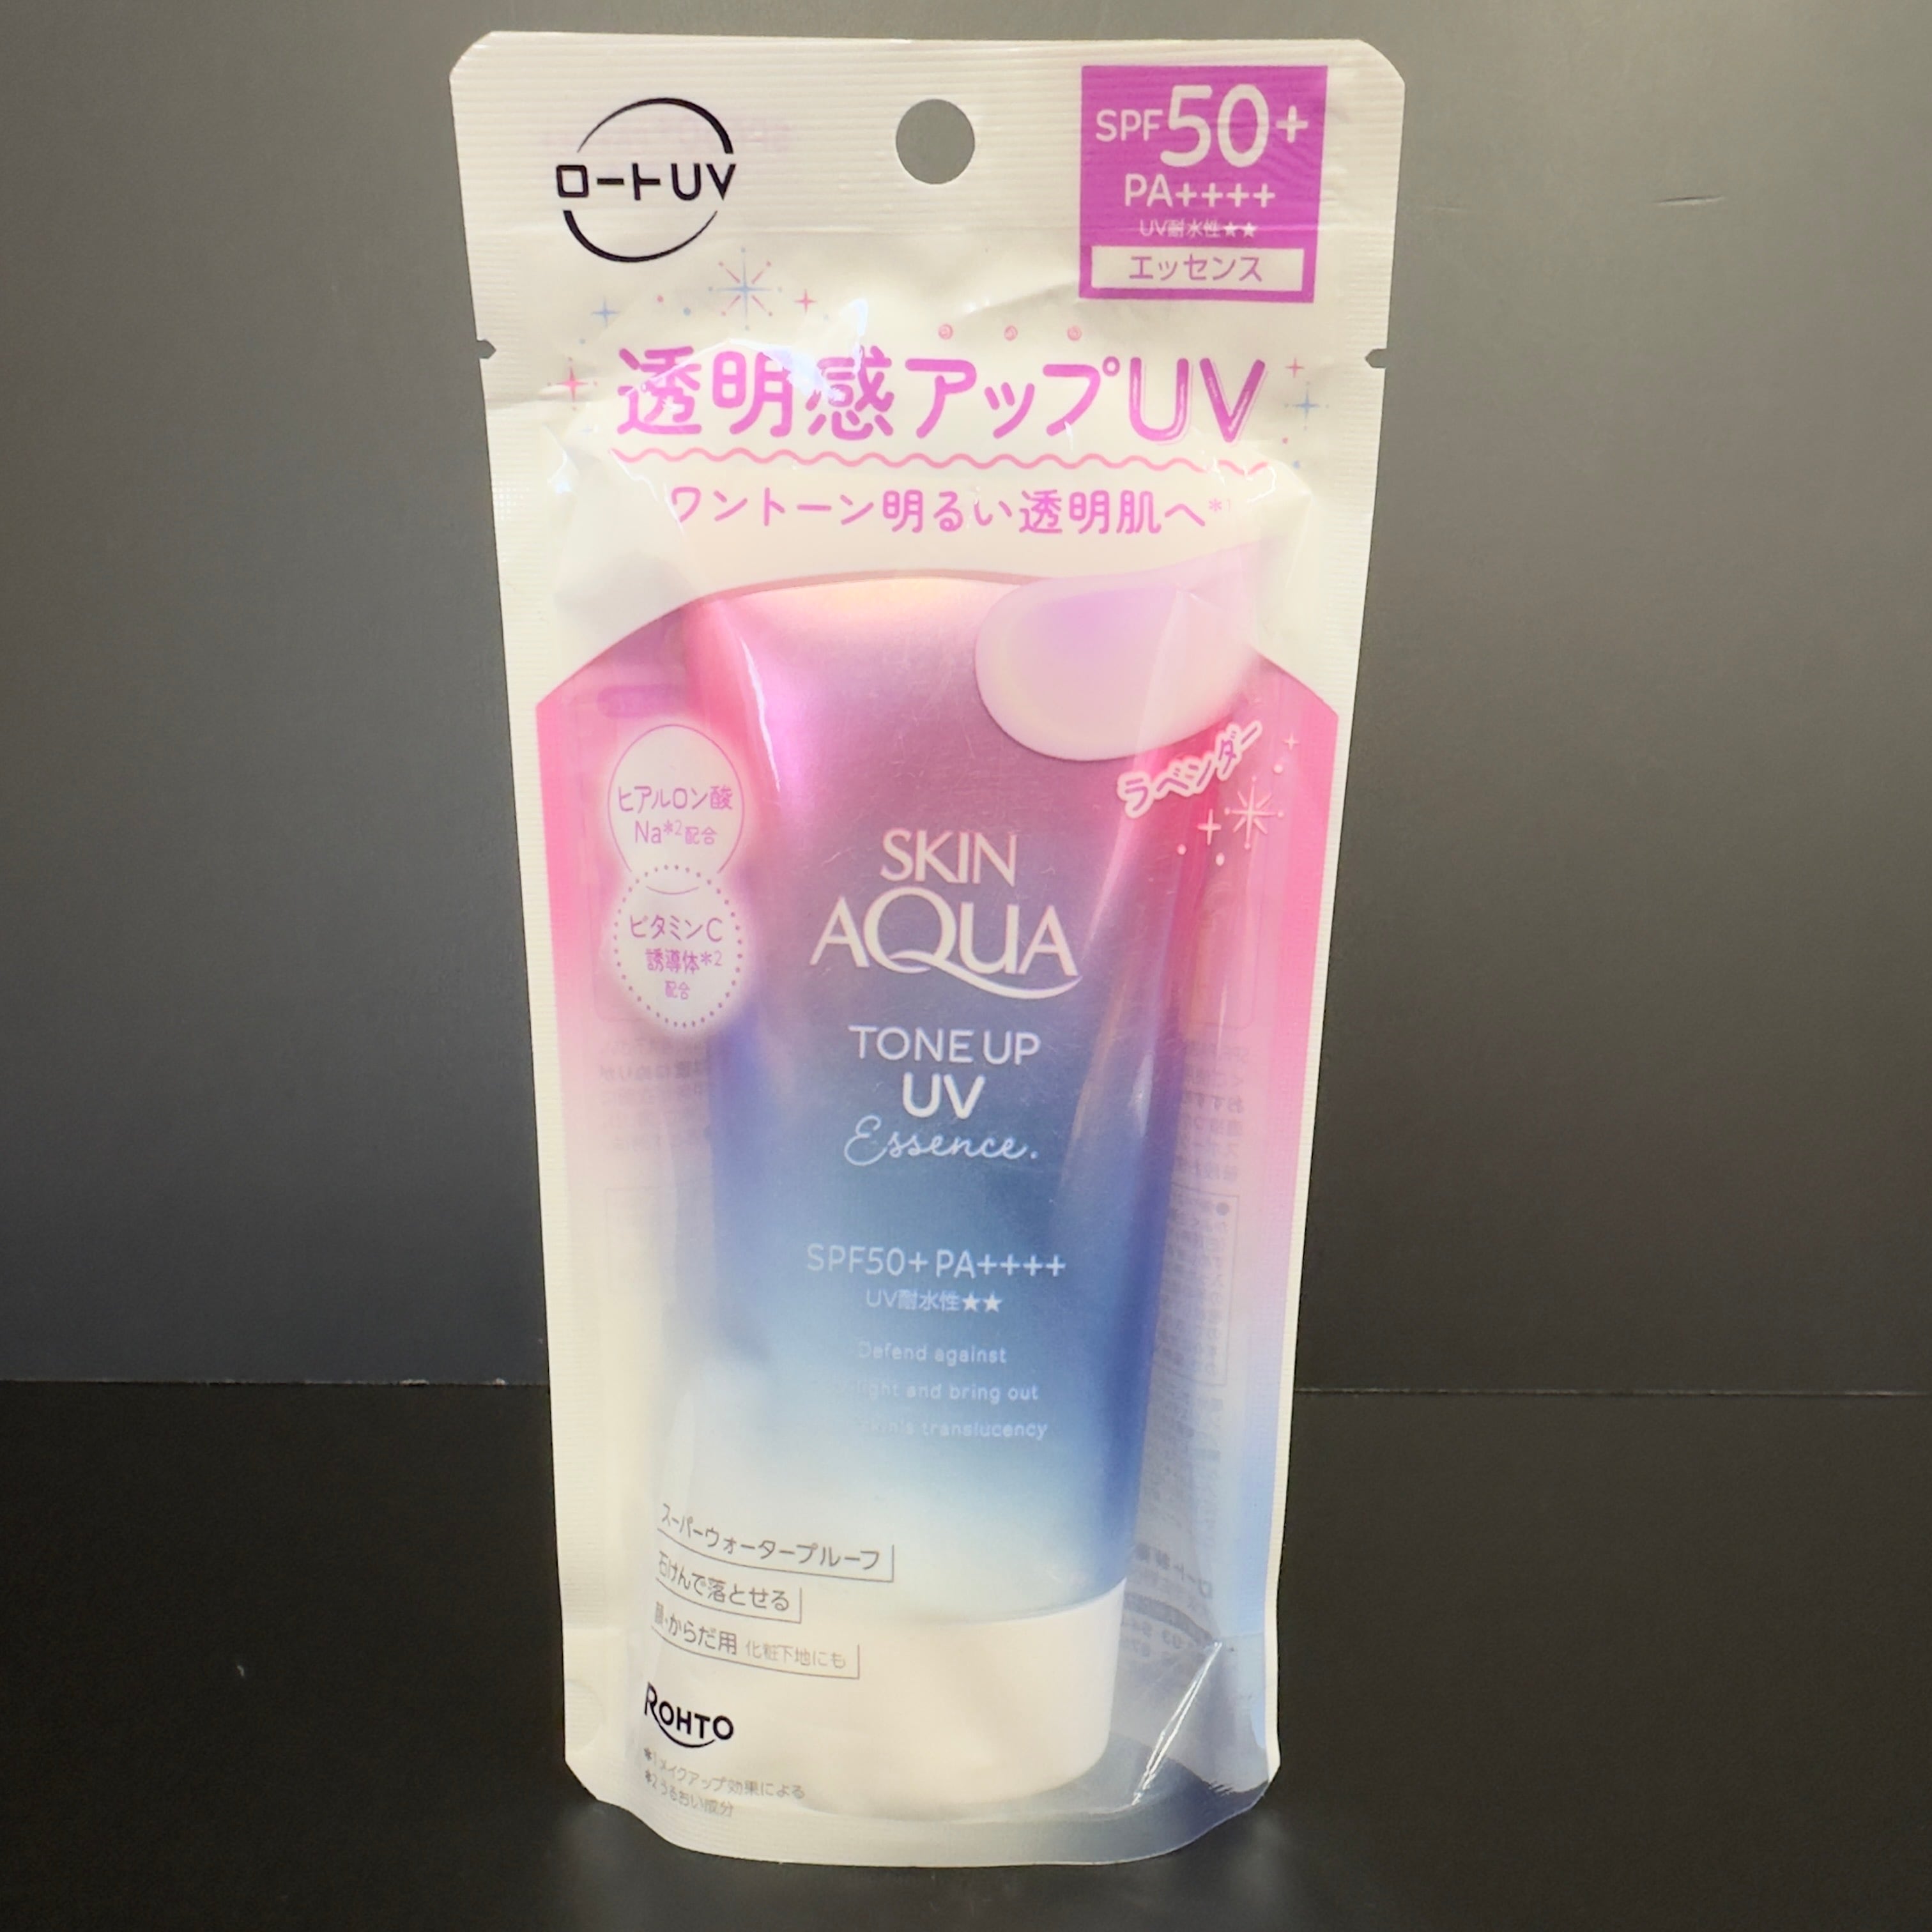 ロートUV
SPF50+
PA++++
UV耐水性★★
エッセンス
透明感アップUV
ワントーン明るい透明肌へ*1
ラベンダー
ヒアルロン酸
Na*2配合
ビタミンC
誘導体*2
配合
SKIN
AQUA
TONE UP
UV
Essence.
SPF50+ PA++++
UV耐水性★★
Defend against
and bring out
translucency
スーパーウォータープルーフ
石けんで落とせる
顔・からだ用 化粧下地にも
ROHTO
*1メイクアップ効果による
*2うるおい成分